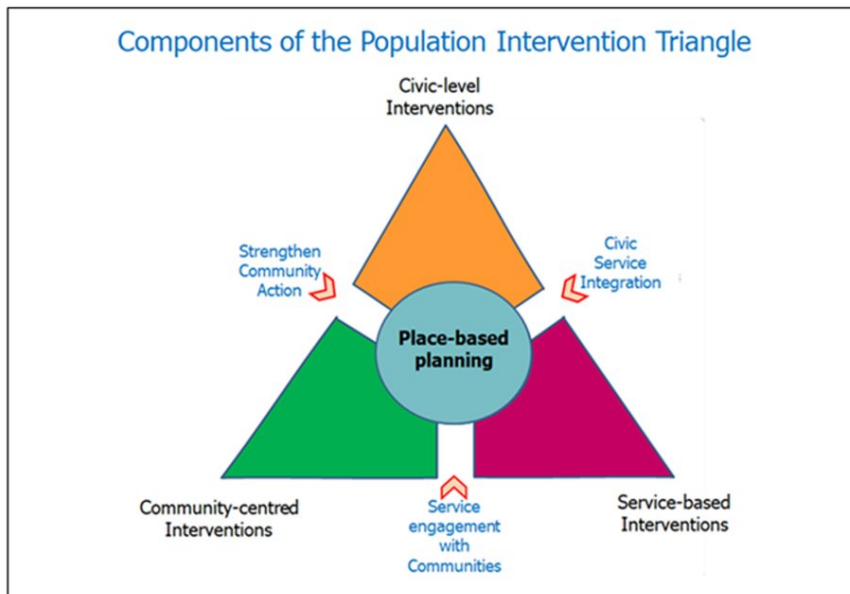 Components of the Population Intervention Triangle
Civic-level
Interventions
Strengthen
Community
Action
Civic
Service
Integration
Place-based
planning
Community-centred
Interventions
Service
engagement
with
Communities
Service-based
Interventions